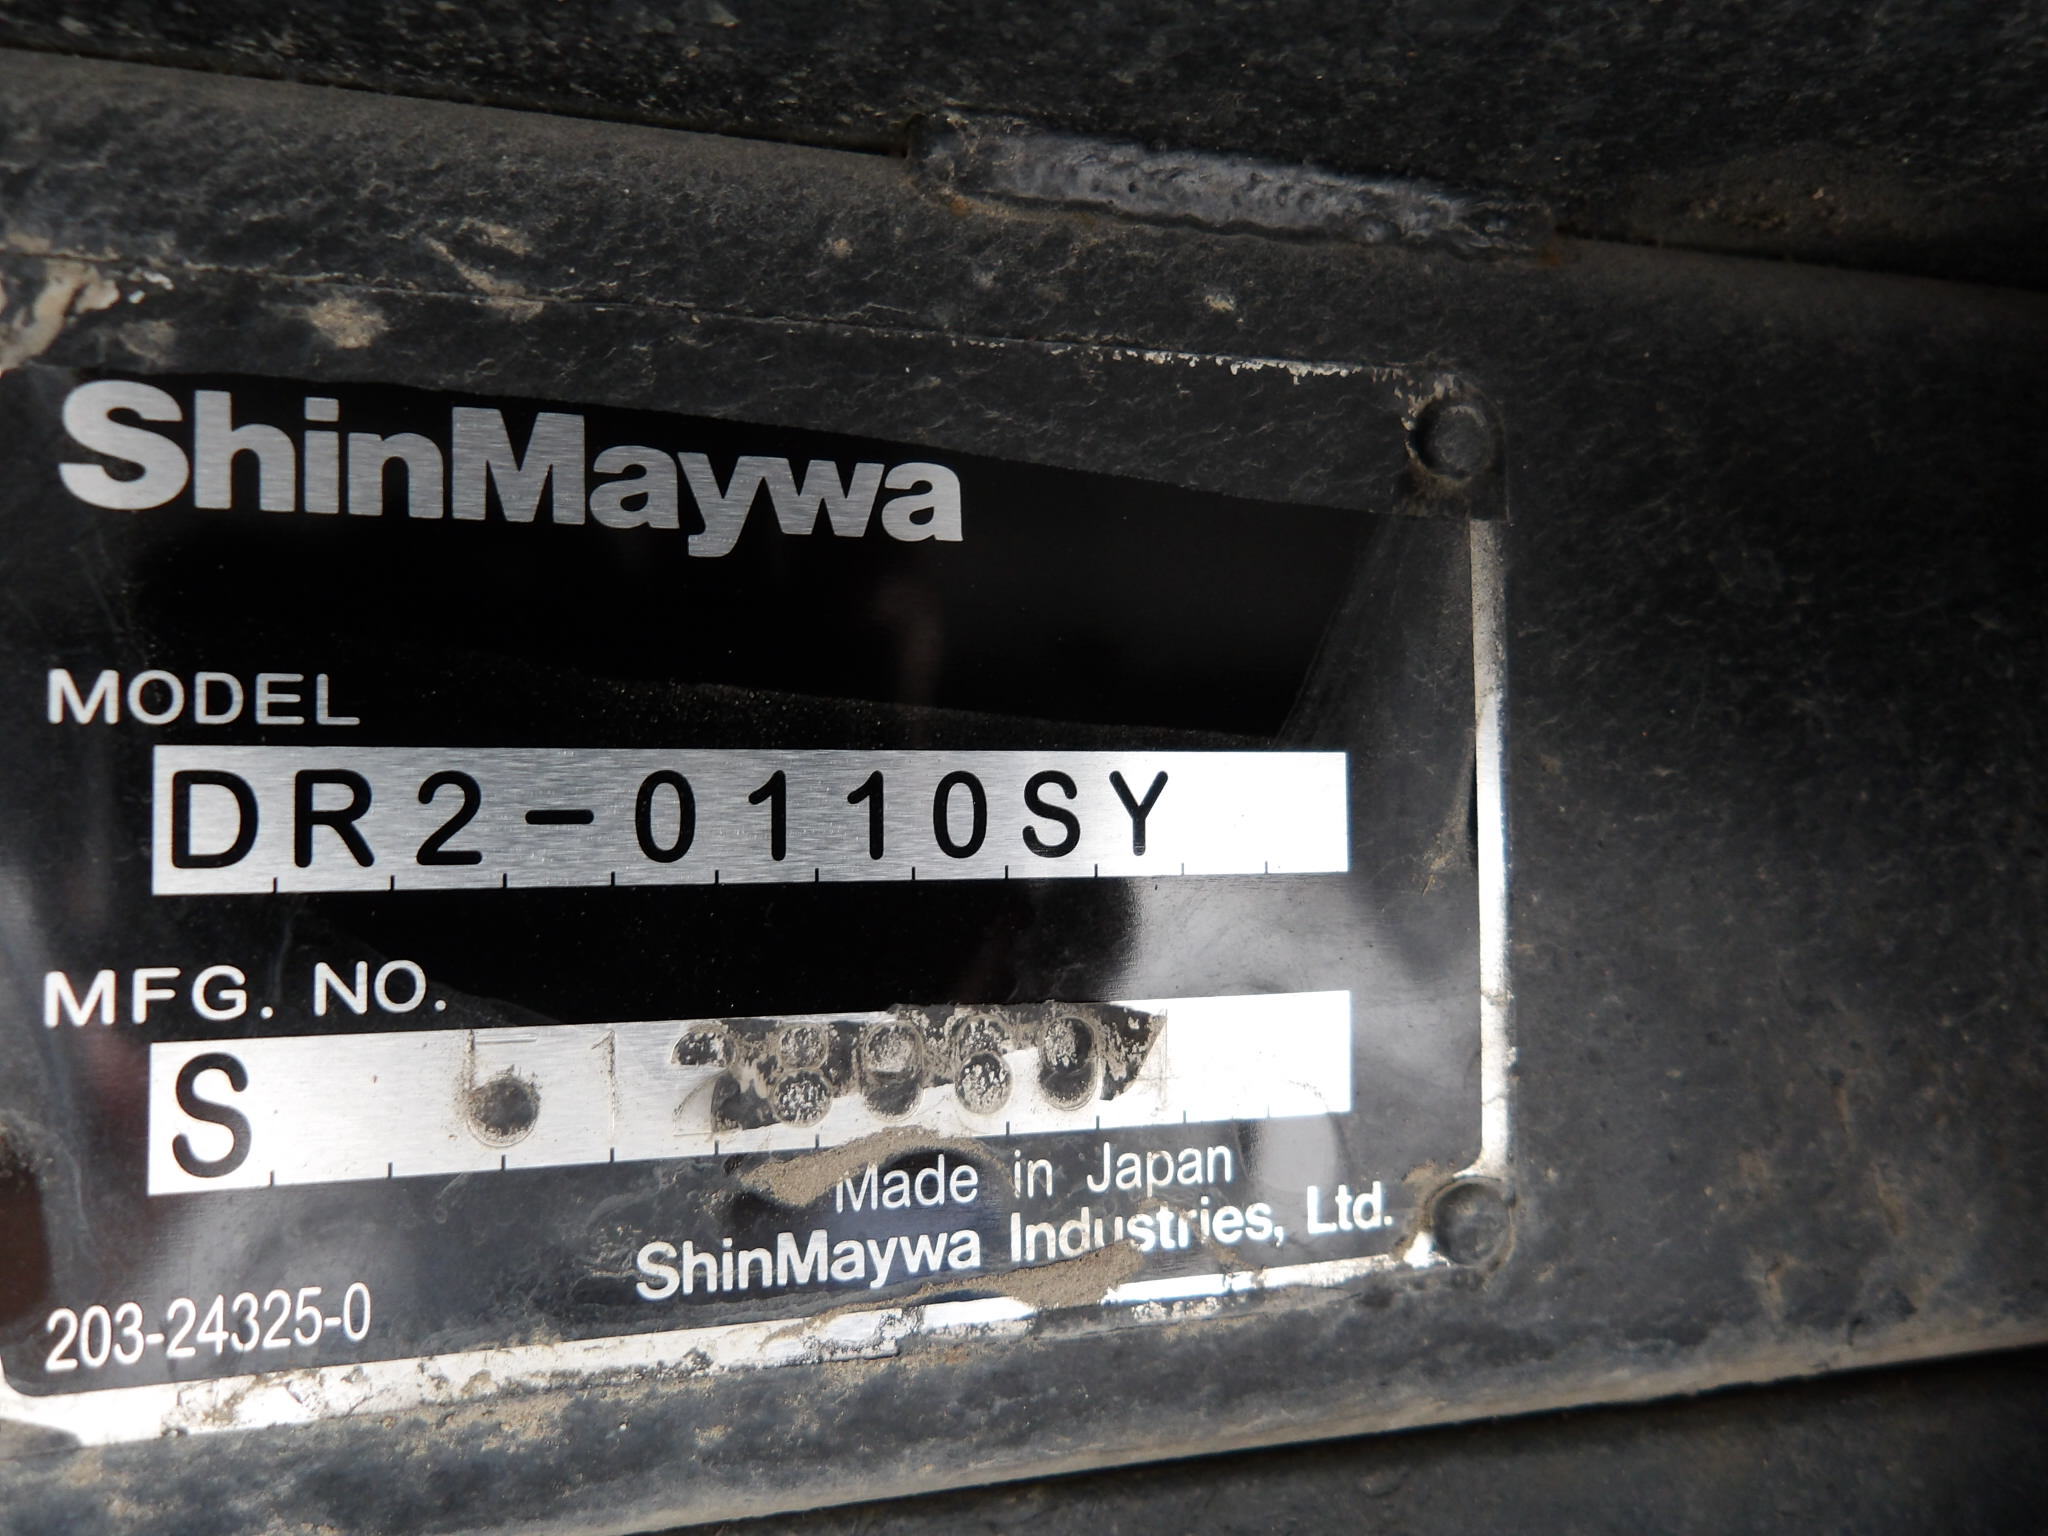 ShinMaywa
MODEL
DR2-0110SY
MFG. NO.
S
Made in Japan
ShinMaywa Industries, Ltd.
203-24325-0